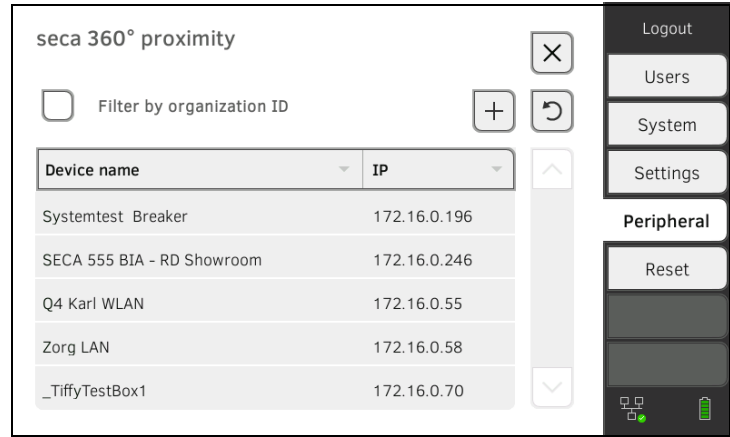 seca 360° proximity
Filter by organization ID
Device name IP
Systemtest Breaker 172.16.0.196
SECA 555 BIA - RD Showroom 172.16.0.246
Q4 Karl WLAN 172.16.0.55
Zorg LAN 172.16.0.58
_TiffyTestBox1 172.16.0.70
Logout
Users
System
Settings
Peripheral
Reset